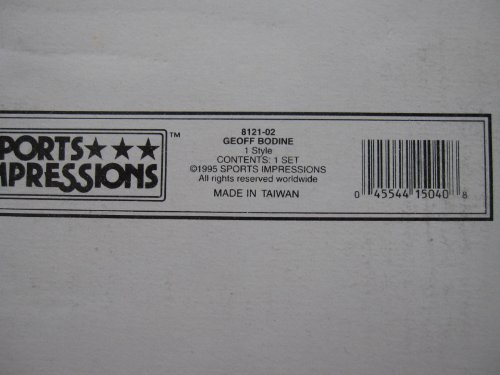 PORTS★★★™
MPRESSIONS
8121-02
GEOFF BODINE
1 Style
CONTENTS: 1 SET
©1995 SPORTS IMPRESSIONS
All rights reserved worldwide
MADE IN TAIWAN
0 45544 15040 8